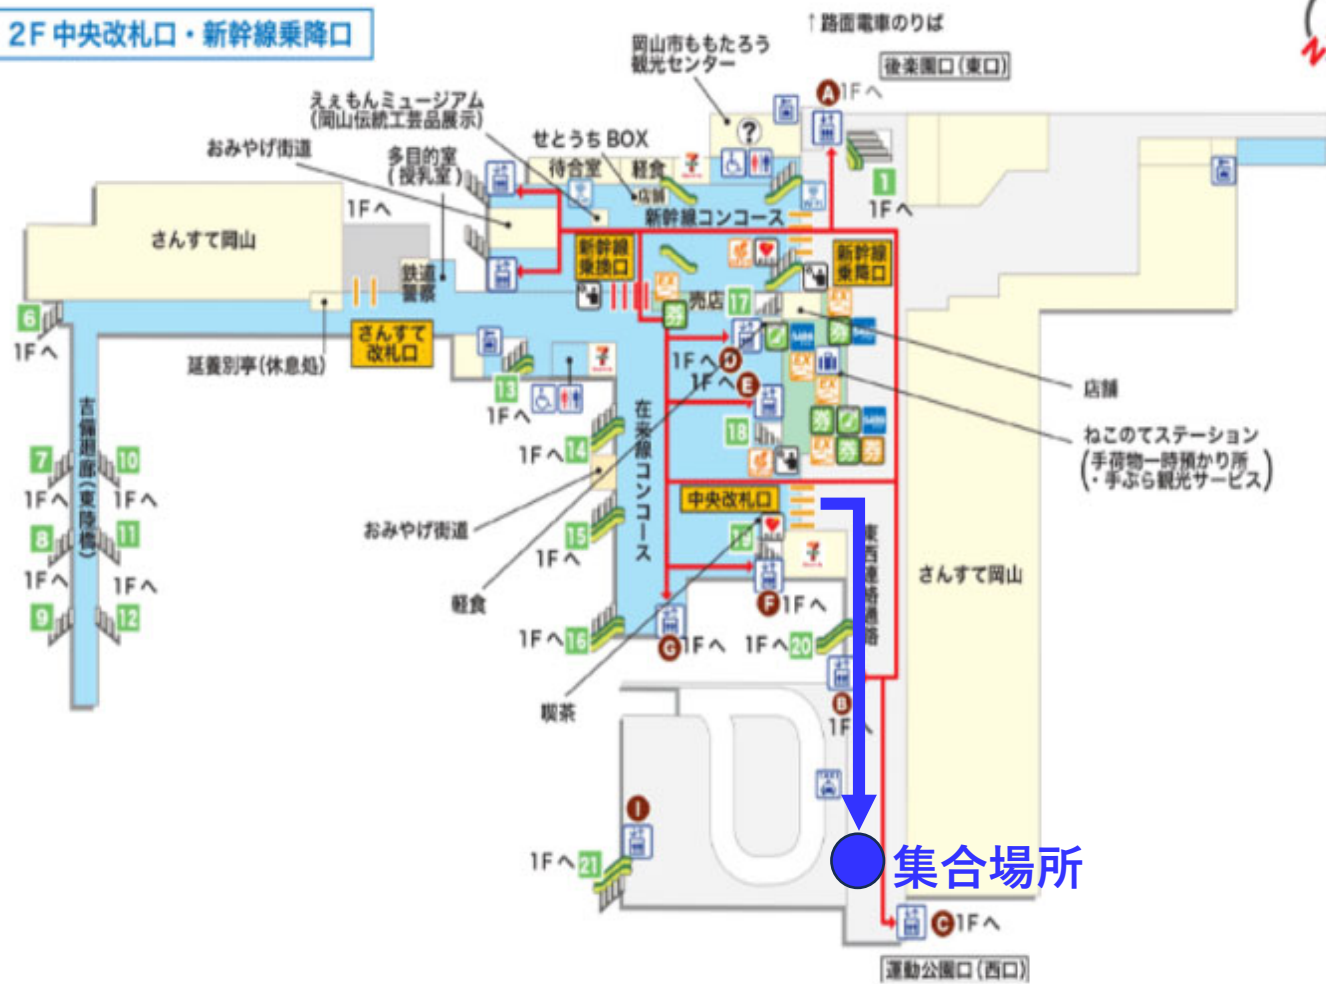 2F 中央改札口・新幹線乗降口
↑路面電車のりば
岡山市ももたろう
観光センター
後楽園口(東口)
A 1Fへ
えぇもんミュージアム
(岡山伝統工芸品展示)
せとうち BOX
おみやげ街道
多目的室
(授乳室)
待合室
軽食
店舗
新幹線コンコース
1
1Fへ
1Fへ
さんすて岡山
鉄道
警察
新幹線
乗換口
新幹線
乗降口
売店
17
6
1Fへ
さんすて
改札口
延養別亭(休息処)
13
1Fへ
1Fへ D
1Fへ E
店舗
18
ねこのてステーション
(手荷物一時預かり所
・手ぶら観光サービス)
吉備廻廊(東陸橋)
7
10
1Fへ
1Fへ
8
11
1Fへ
1Fへ
9
12
1Fへ 14
在来線コンコース
おみやげ街道
15
1Fへ
中央改札口
19
東西連絡通路
さんすて岡山
軽食
F 1Fへ
1Fへ 16
G 1Fへ
1Fへ 20
喫茶
B
1Fへ
TAXI
I
1Fへ 21
集合場所
C 1Fへ
運動公園口(西口)